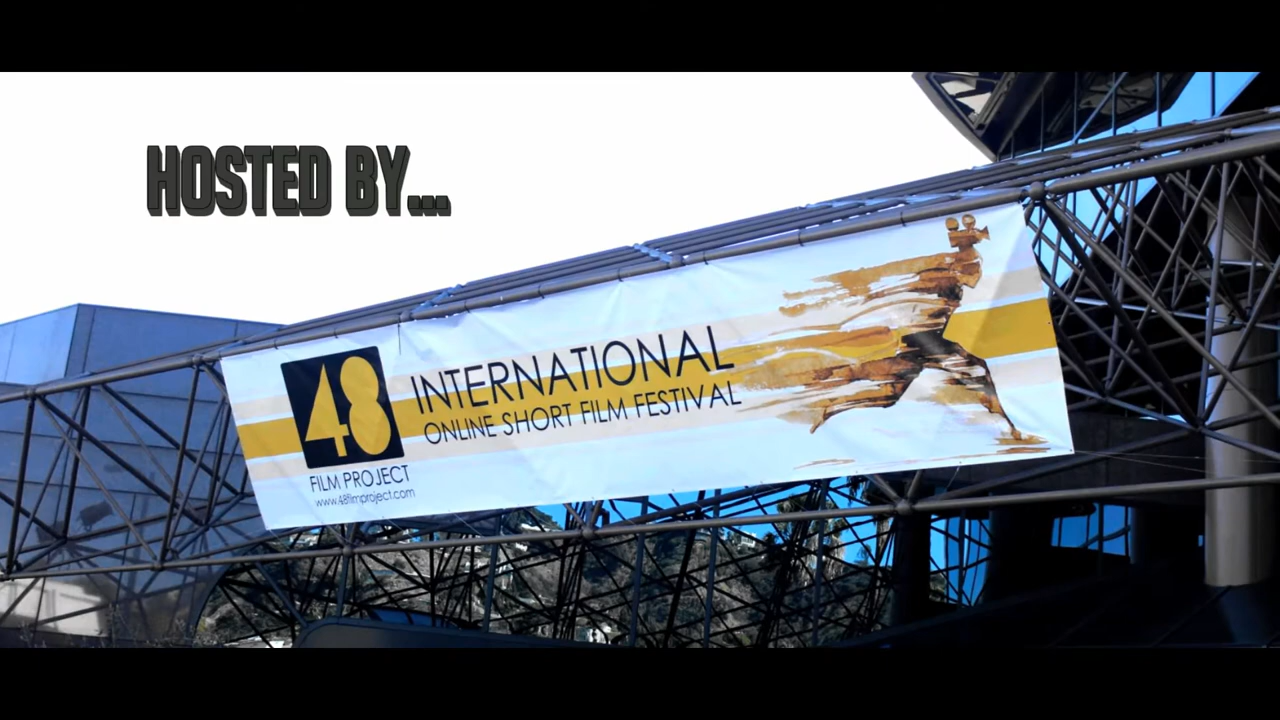 HOSTED BY...
48
FILM PROJECT
www.48filmproject.com
INTERNATIONAL
ONLINE SHORT FILM FESTIVAL